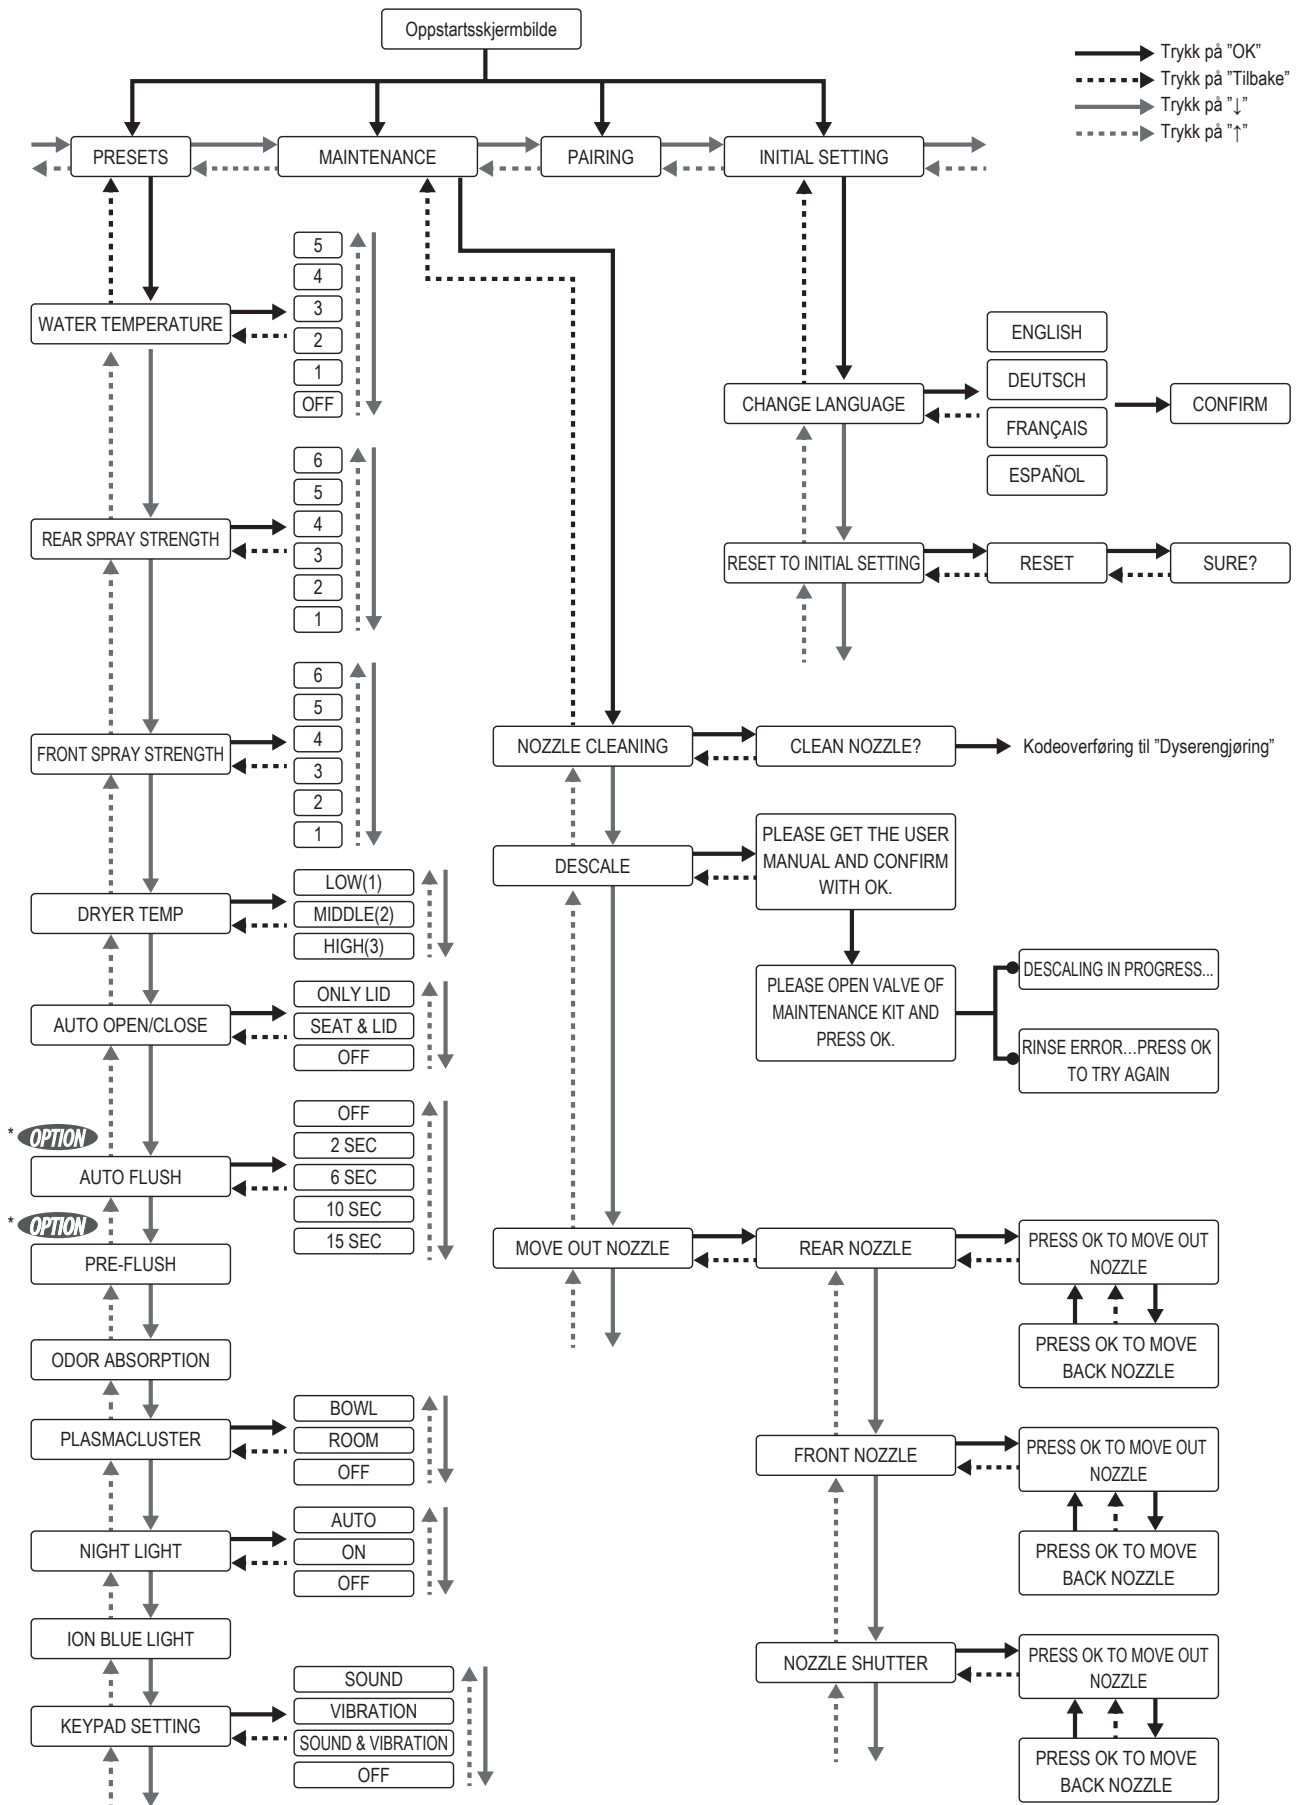 Oppstartsskjermbilde
Trykk på ”OK”
Trykk på ”Tilbake”
Trykk på ”↓”
Trykk på ”↑”
PRESETS
MAINTENANCE
PAIRING
INITIAL SETTING
WATER TEMPERATURE
5
4
3
2
1
OFF
REAR SPRAY STRENGTH
6
5
4
3
2
1
FRONT SPRAY STRENGTH
6
5
4
3
2
1
DRYER TEMP
LOW(1)
MIDDLE(2)
HIGH(3)
AUTO OPEN/CLOSE
ONLY LID
SEAT & LID
OFF
* OPTION
AUTO FLUSH
OFF
2 SEC
6 SEC
10 SEC
15 SEC
* OPTION
PRE-FLUSH
ODOR ABSORPTION
PLASMACLUSTER
BOWL
ROOM
OFF
NIGHT LIGHT
AUTO
ON
OFF
ION BLUE LIGHT
KEYPAD SETTING
SOUND
VIBRATION
SOUND & VIBRATION
OFF
NOZZLE CLEANING
CLEAN NOZZLE?
Kodeoverføring til ”Dyserengjøring”
DESCALE
PLEASE GET THE USER
MANUAL AND CONFIRM
WITH OK.
PLEASE OPEN VALVE OF
MAINTENANCE KIT AND
PRESS OK.
DESCALING IN PROGRESS...
RINSE ERROR...PRESS OK
TO TRY AGAIN
MOVE OUT NOZZLE
REAR NOZZLE
PRESS OK TO MOVE OUT
NOZZLE
PRESS OK TO MOVE
BACK NOZZLE
FRONT NOZZLE
PRESS OK TO MOVE OUT
NOZZLE
PRESS OK TO MOVE
BACK NOZZLE
NOZZLE SHUTTER
PRESS OK TO MOVE OUT
NOZZLE
PRESS OK TO MOVE
BACK NOZZLE
CHANGE LANGUAGE
ENGLISH
DEUTSCH
FRANÇAIS
ESPAÑOL
CONFIRM
RESET TO INITIAL SETTING
RESET
SURE?